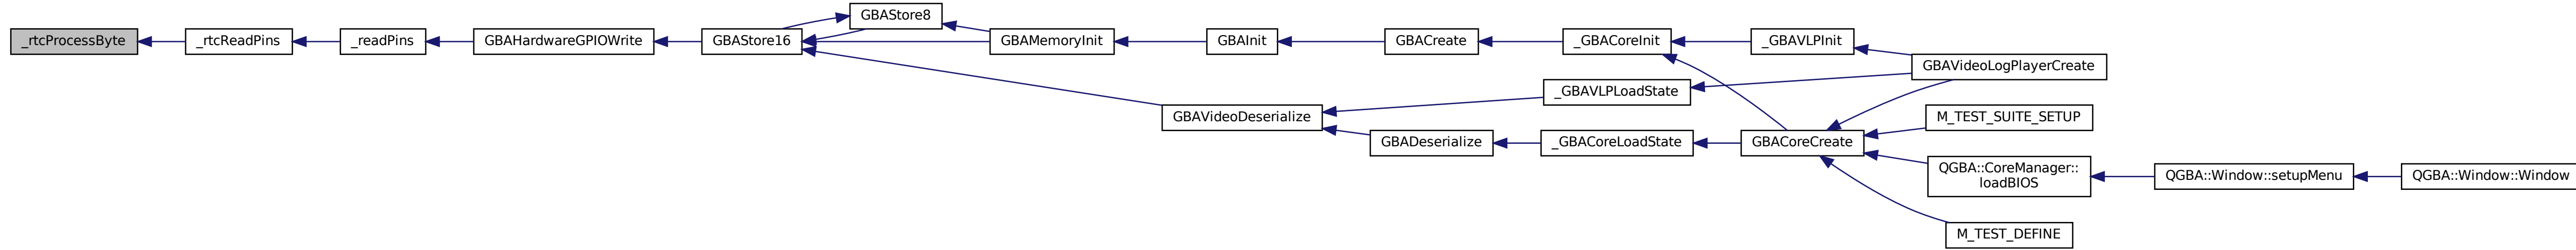 _rtcProcessByte
_rtcReadPins
_readPins
GBAHardwareGPIOWrite
GBAStore16
GBAStore8
GBAMemoryInit
GBAInit
GBACreate
_GBACoreInit
_GBAVLPInit
GBAVideoLogPlayerCreate
GBAVideoDeserialize
_GBAVLPLoadState
GBADeserialize
_GBACoreLoadState
GBACoreCreate
M_TEST_SUITE_SETUP
QGBA::CoreManager::
loadBIOS
QGBA::Window::setupMenu
QGBA::Window::Window
M_TEST_DEFINE